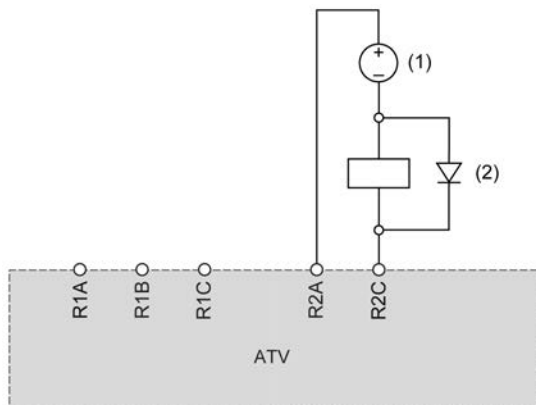 +
−
(1)
(2)
R1A
R1B
R1C
R2A
R2C
ATV